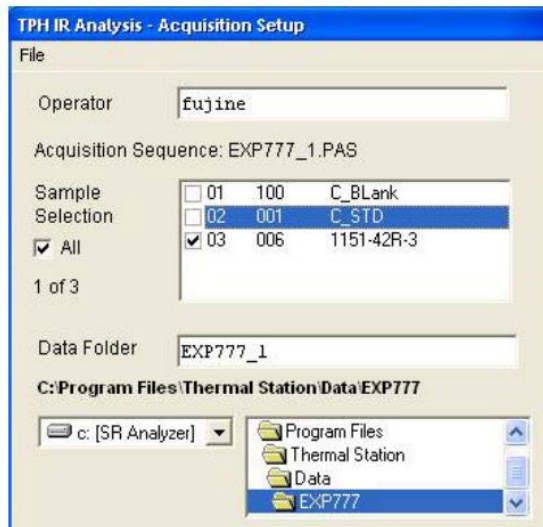 TPH IR Analysis - Acquisition Setup
File
Operator fujine
Acquisition Sequence: EXP777_1.PAS
Sample Selection
01 100 C_BLank
02 001 C_STD
03 006 1151-42R-3
All
1 of 3
Data Folder EXP777_1
C:\Program Files\Thermal Station\Data\EXP777
c: [SR Analyzer]
Program Files
Thermal Station
Data
EXP777